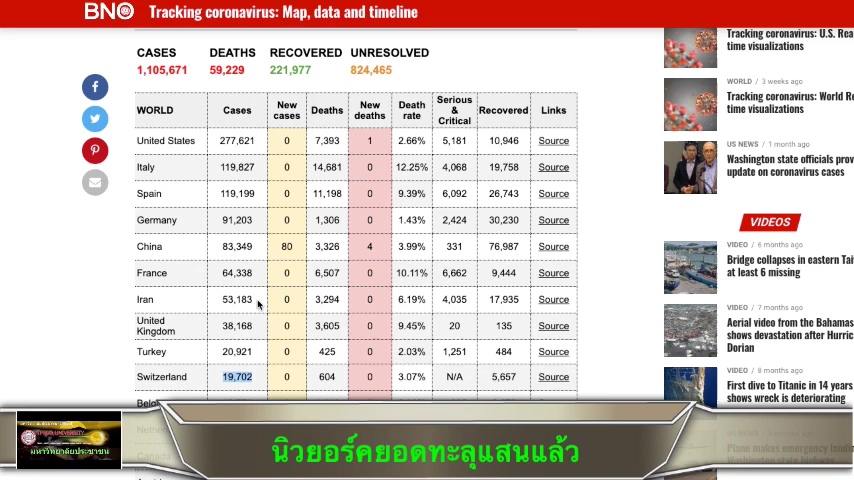 BNO Tracking coronavirus: Map, data and timeline
CASES DEATHS RECOVERED UNRESOLVED
1,105,671 59,229 221,977 824,465
WORLD Cases New cases Deaths New deaths Death rate Serious & Critical Recovered Links
United States 277,621 0 7,393 1 2.66% 5,181 10,946 Source
Italy 119,827 0 14,681 0 12.25% 4,068 19,758 Source
Spain 119,199 0 11,198 0 9.39% 6,092 26,743 Source
Germany 91,203 0 1,306 0 1.43% 2,424 30,230 Source
China 83,349 80 3,326 4 3.99% 331 76,987 Source
France 64,338 0 6,507 0 10.11% 6,662 9,444 Source
Iran 53,183 0 3,294 0 6.19% 4,035 17,935 Source
United Kingdom 38,168 0 3,605 0 9.45% 20 135 Source
Turkey 20,921 0 425 0 2.03% 1,251 484 Source
Switzerland 19,702 0 604 0 3.07% N/A 5,657 Source
Tracking coronavirus: U.S.
time visualizations
WORLD / 3 weeks ago
Tracking coronavirus: World
time visualizations
US NEWS / 1 month ago
Washington state officials
update on coronavirus cases
VIDEOS
VIDEO / 6 months ago
Bridge collapses in eastern
at least 6 missing
VIDEO / 7 months ago
Aerial video from the Bahamas
shows devastation after
Dorian
VIDEO / 8 months ago
First dive to Titanic in 14 years
shows wreck is deteriorating
Plane makes emergency
มหาวิทยาลัยประชาชน
นิวยอร์คยอดทะลุแสนแล้ว